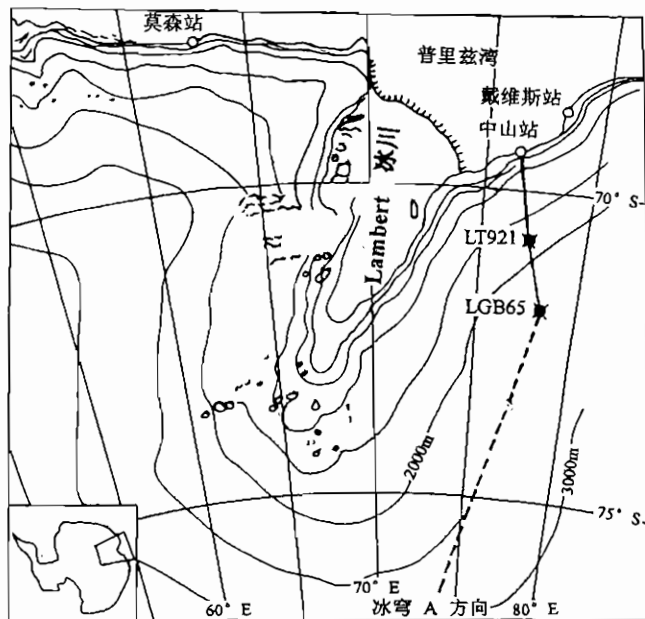 莫森站
普里兹湾
戴维斯站
中山站
Lambert 冰川
70° S
LT921
LGB65
2000m
3000m
75° S
70° E
60° E
冰穹 A 方向
80° E